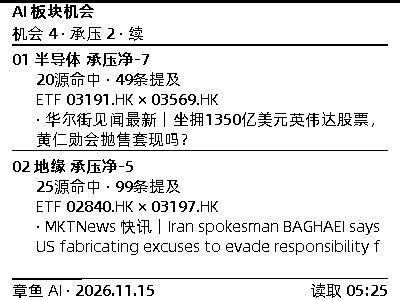 AI 板块机会
机会 4 · 承压 2 · 续
01 半导体 承压净-7
20源命中 · 49条提及
ETF 03191.HK × 03569.HK
· 华尔街见闻最新｜坐拥1350亿美元英伟达股票，
黄仁勋会抛售套现吗？
02 地缘 承压净-5
25源命中 · 99条提及
ETF 02840.HK × 03197.HK
· MKTNews 快讯｜Iran spokesman BAGHAEI says
US fabricating excuses to evade responsibility f
章鱼 AI · 2026.11.15
读取 05:25